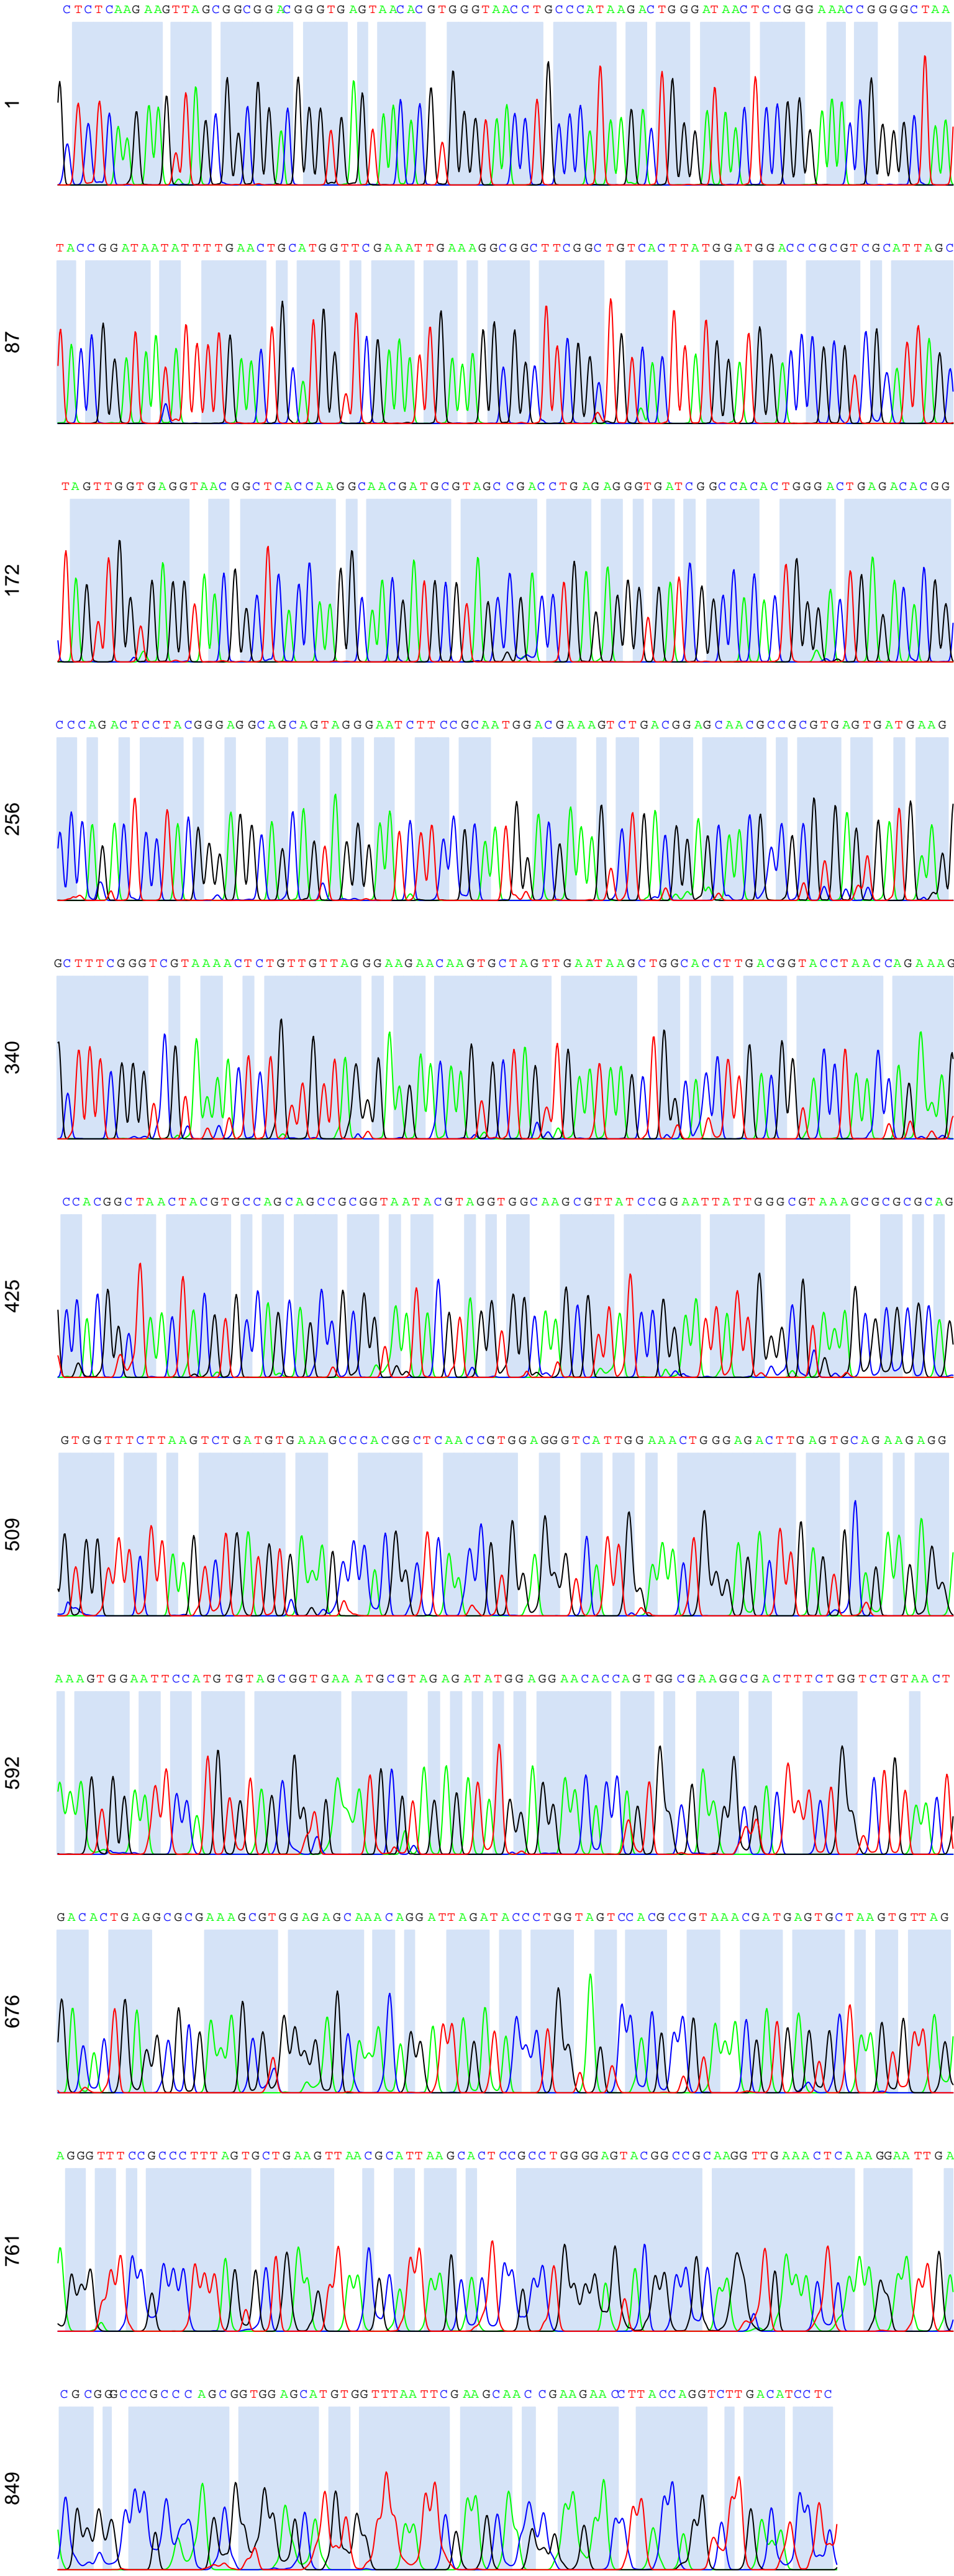 CTCTCAAGAAGTTAGCGGCGGACGGGTGAGTAACACGTGGGTAACCTGCCCATAAGACTGGGATAACTCCGGGAAACCGGGGCTAA
1
TACCGGATAATATTTTGAACTGCATGGTTCGAAATTGAAAGGCGGCTTCGGCTGTCACTTATGGATGGACCCGCGTCGCATTAGC
87
TAGTTGGTGAGGTAACGGCTCACCAAGGCAACGATGCGTAGCCGACCTGAGAGGGTGATCGGCCACACTGGGACTGAGACACGG
172
CCCAGACTCCTACGGGAGGCAGCAGTAGGGAATCTTCCGCAATGGACGAAAGTCTGACGGAGCAACGCCGCGTGAGTGATGAAG
256
GCTTTCGGGTCGTAAAACTCTGTTGTTAGGGAAGAACAAGTGCTAGTTGAATAAGCTGGCACCTTGACGGTACCTAACCAGAAAG
340
CCACGGCTAACTACGTGCCAGCAGCCGCGGTAATACGTAGGTGGCAAGCGTTATCCGGAATTATTGGGCGTAAAGCGCGCGCAG
425
GTGGTTTCTTAAGTCTGATGTGAAAGCCCACGGCTCAACCGTGGAGGGTCATTGGAAACTGGGAGACTTGAGTGCAGAAGAGG
509
AAAGTGGAATTCCATGTGTAGCGGTGAAATGCGTAGAGATATGGAGGAACACCAGTGGCGAAGGCGACTTTCTGGTCTGTAACT
592
GACACTGAGGCGCGAAAGCGTGGAGAGCAAACAGGATTAGATACCCTGGTAGTCCACGCCGTAAACGATGAGTGCTAAGTGTTAG
676
AGGGTTTCCGCCCTTTAGTGCTGAAGTTAACGCATTAAGCACTCCGCCTGGGGAGTACGGCCGCAAGGTTGAAACTCAAAGGAATTGA
761
CGCGGGCCCGCCCAGCGGTGGAGCATGTGGTTTAATTCGAAGCAACCGAAGAACCTTACCAGGTCTTGACATCCTC
849